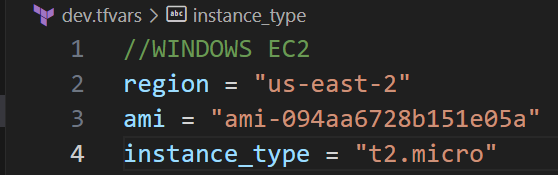 dev.tfvars > abc instance_type
1 //WINDOWS EC2
2 region = "us-east-2"
3 ami = "ami-094aa6728b151e05a"
4 instance_type = "t2.micro"